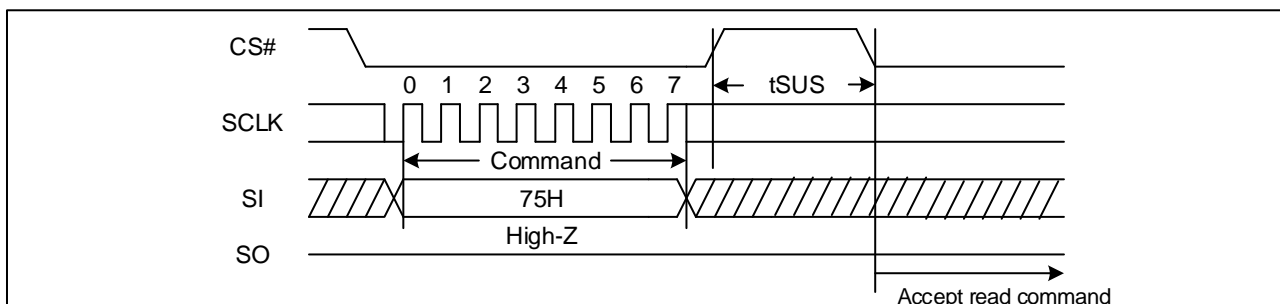 CS#
tSUS
0 1 2 3 4 5 6 7
SCLK
Command
SI
75H
High-Z
SO
Accept read command